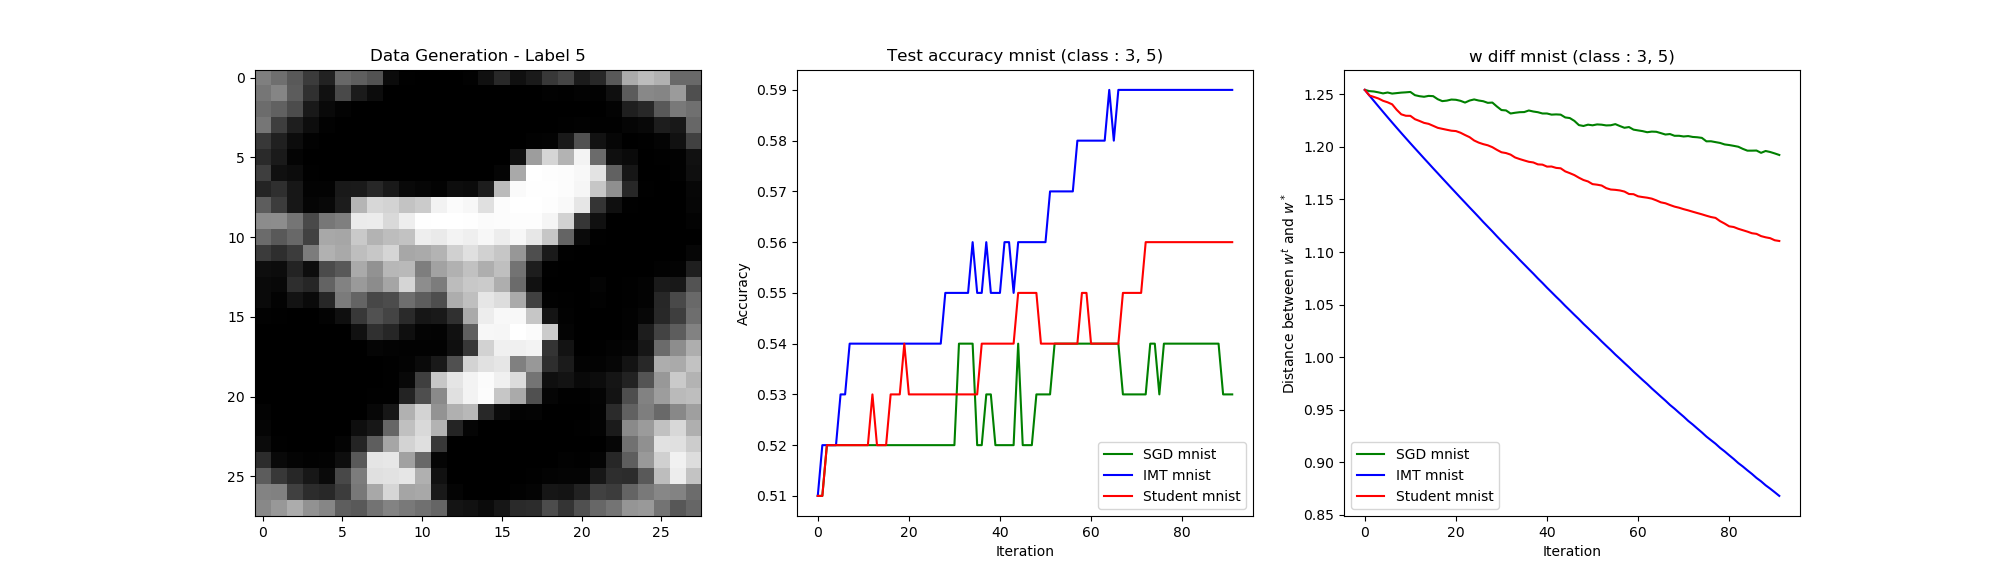 Data Generation - Label 5
0
5
10
15
20
25
0 5 10 15 20 25
Test accuracy mnist (class : 3, 5)
Accuracy
0.59
0.58
0.57
0.56
0.55
0.54
0.53
0.52
0.51
0 20 40 60 80
Iteration
SGD mnist
IMT mnist
Student mnist
w diff mnist (class : 3, 5)
Distance between w^t and w^*
1.25
1.20
1.15
1.10
1.05
1.00
0.95
0.90
0.85
0 20 40 60 80
Iteration
SGD mnist
IMT mnist
Student mnist